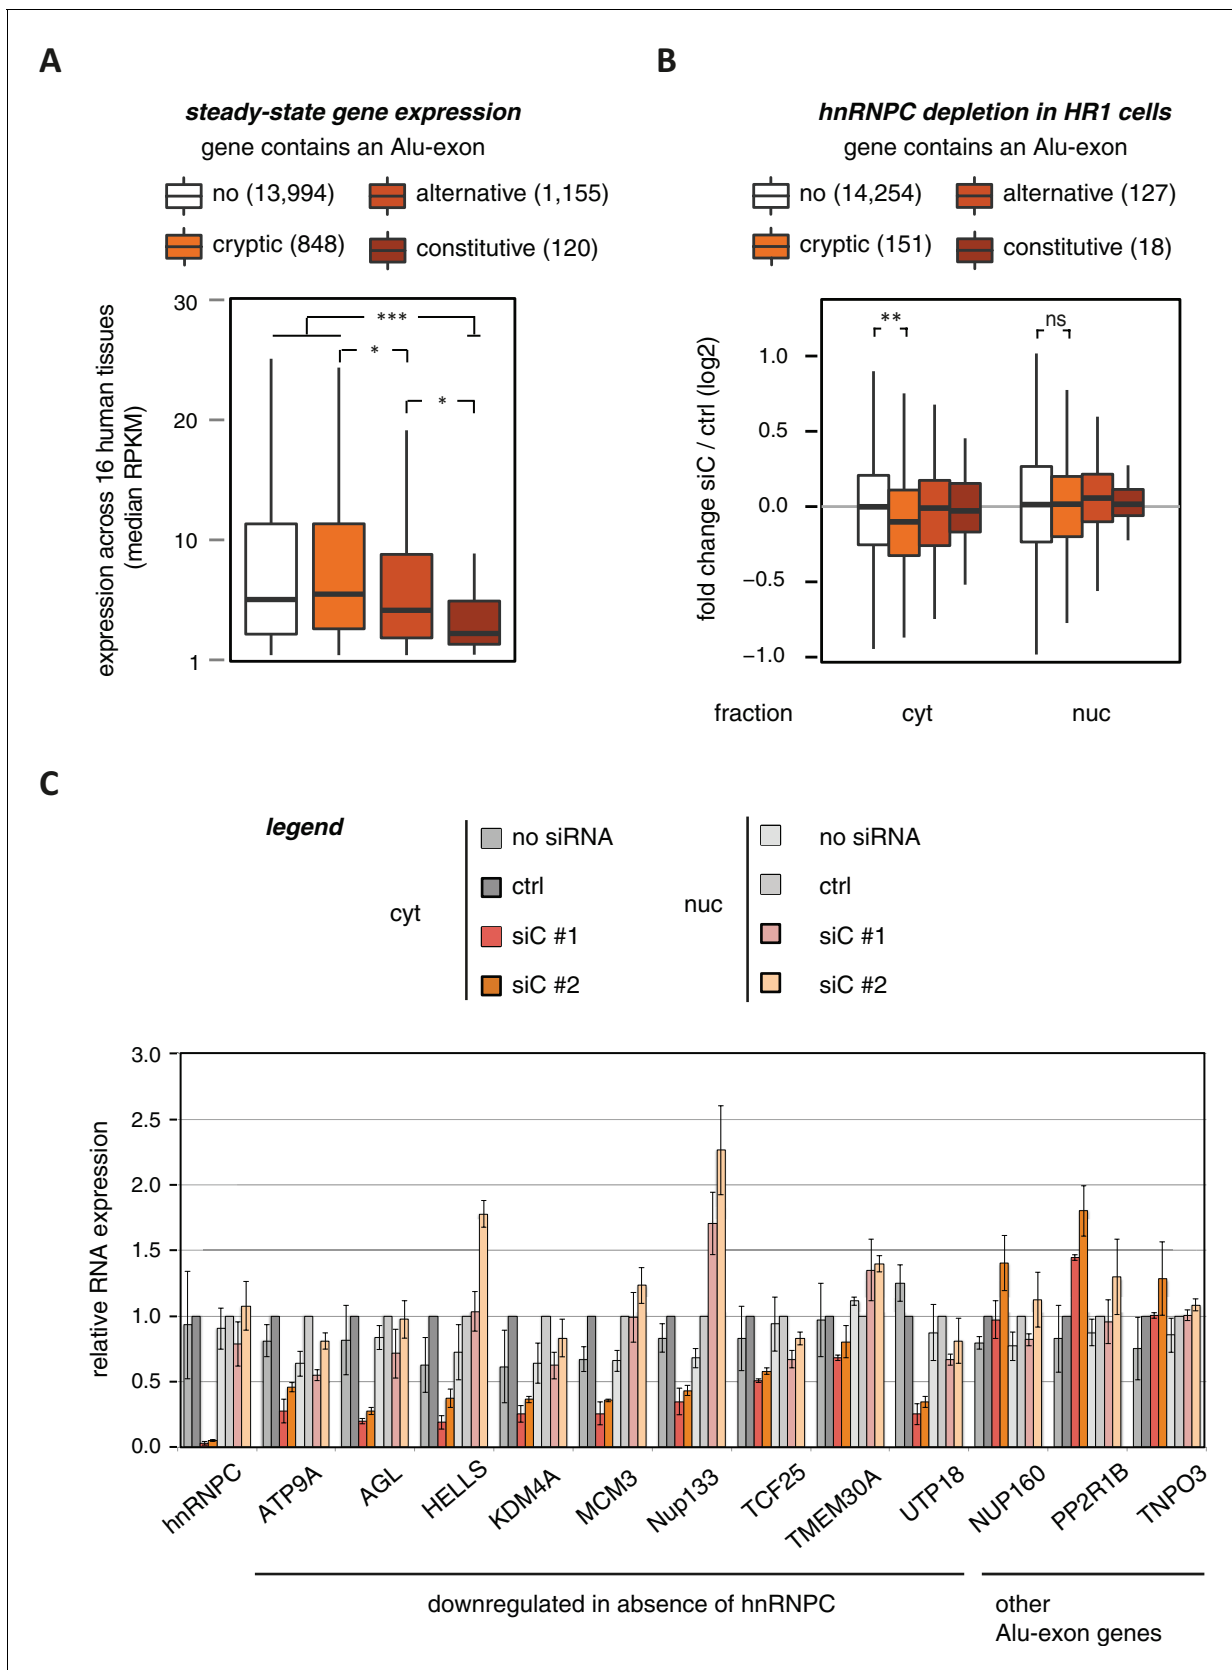 A
steady-state gene expression
gene contains an Alu-exon
no (13,994)
alternative (1,155)
cryptic (848)
constitutive (120)
expression across 16 human tissues
(median RPKM)
30
20
10
1
***
*
*
B
hnRNPC depletion in HR1 cells
gene contains an Alu-exon
no (14,254)
alternative (127)
cryptic (151)
constitutive (18)
fold change siC / ctrl (log2)
1.0
0.5
0.0
−0.5
−1.0
**
ns
fraction
cyt
nuc
C
legend
cyt
no siRNA
ctrl
siC #1
siC #2
nuc
no siRNA
ctrl
siC #1
siC #2
relative RNA expression
3.0
2.5
2.0
1.5
1.0
0.5
0.0
hnRNPC
ATP9A
AGL
HELLS
KDM4A
MCM3
Nup133
TCF25
TMEM30A
UTP18
NUP160
PP2R1B
TNPO3
downregulated in absence of hnRNPC
other
Alu-exon genes